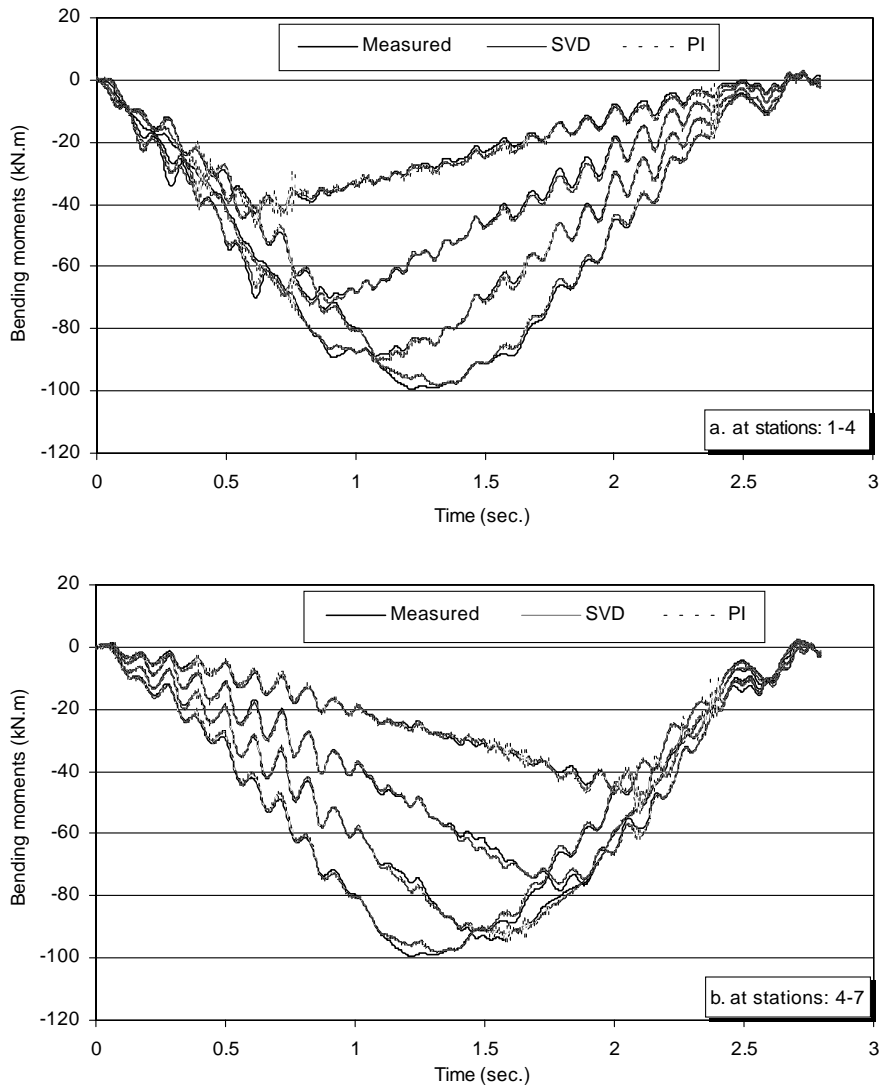 20
0
-20
-40
-60
-80
-100
-120
Bending moments (kN.m)
Measured SVD PI
a. at stations: 1-4
0 0.5 1 1.5 2 2.5 3
Time (sec.)
20
0
-20
-40
-60
-80
-100
-120
Bending moments (kN.m)
Measured SVD PI
b. at stations: 4-7
0 0.5 1 1.5 2 2.5 3
Time (sec.)